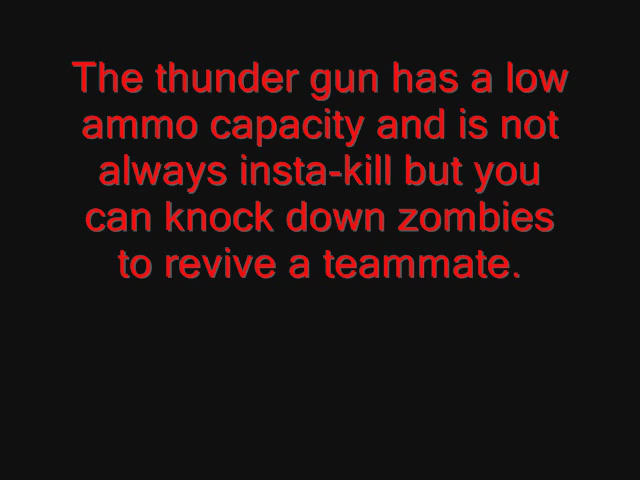 The thunder gun has a low
ammo capacity and is not
always insta-kill but you
can knock down zombies
to revive a teammate.